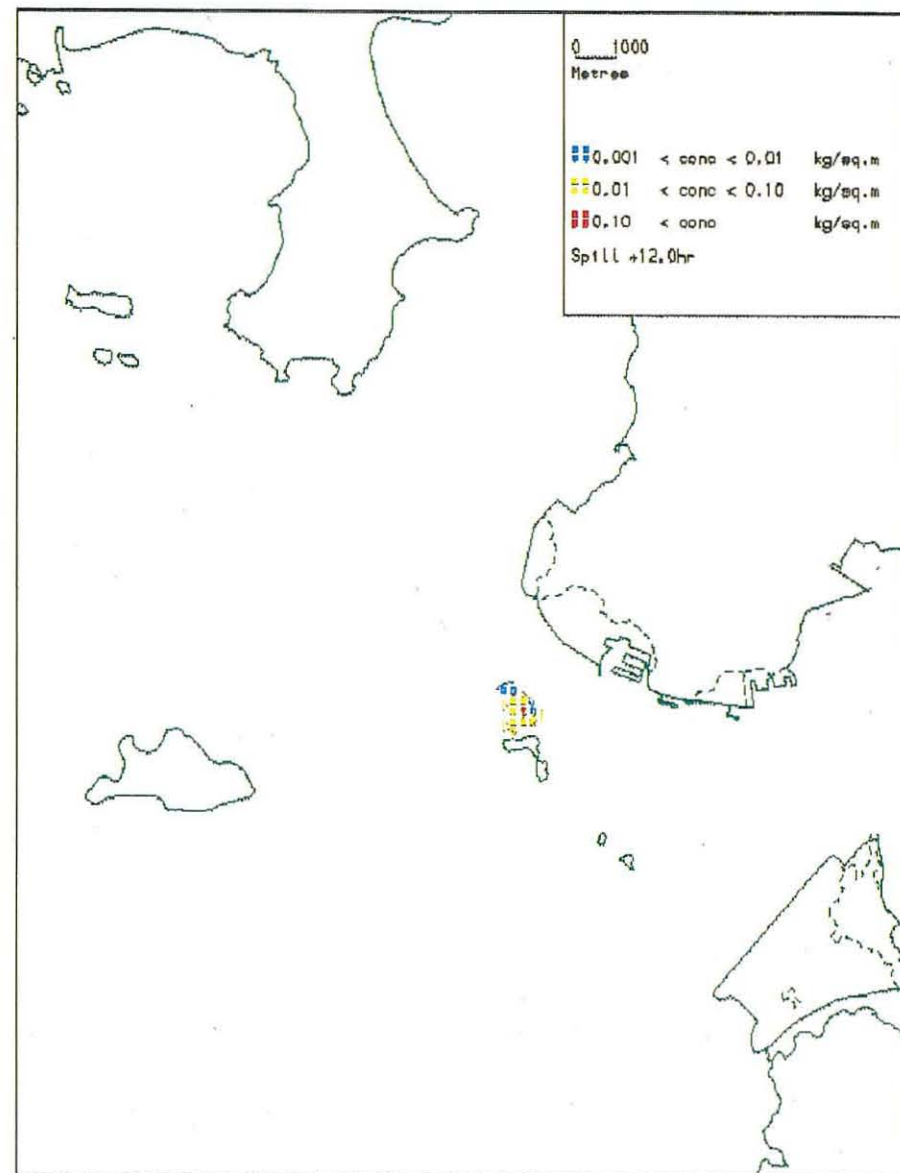 0 1000
Metres
0.001 < conc < 0.01 kg/sq.m
0.01 < conc < 0.10 kg/sq.m
0.10 < conc kg/sq.m
Spill +12.0hr